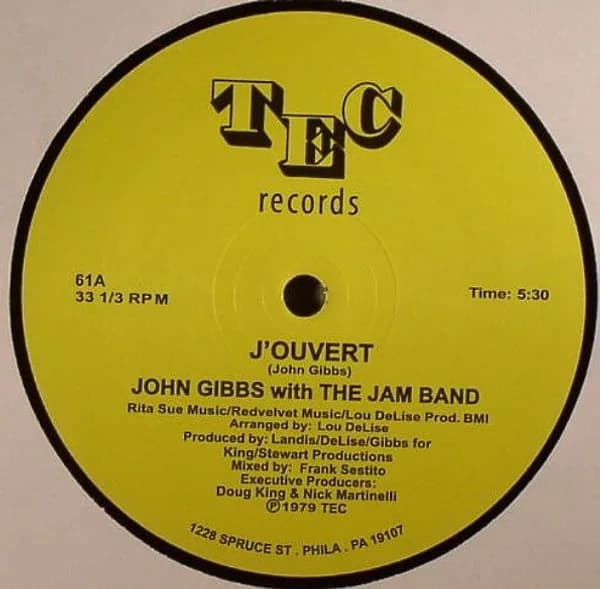 TEC
records
61A
33 1/3 RPM
Time: 5:30
J'OUVERT
(John Gibbs)
JOHN GIBBS with THE JAM BAND
Rita Sue Music/Redvelvet Music/Lou DeLise Prod. BMI
Arranged by: Lou DeLise
Produced by: Landis/DeLise/Gibbs for
King/Stewart Productions
Mixed by: Frank Sestito
Executive Producers:
Doug King & Nick Martinelli
℗1979 TEC
1228 SPRUCE ST . PHILA . PA 19107